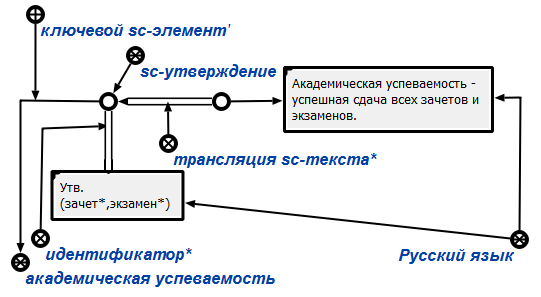 ключевой sc-элемент'
sc-утверждение
Академическая успеваемость -
успешная сдача всех зачетов и
экзаменов.
трансляция sc-текста*
Утв.
(зачет*,экзамен*)
идентификатор*
Русский язык
академическая успеваемость